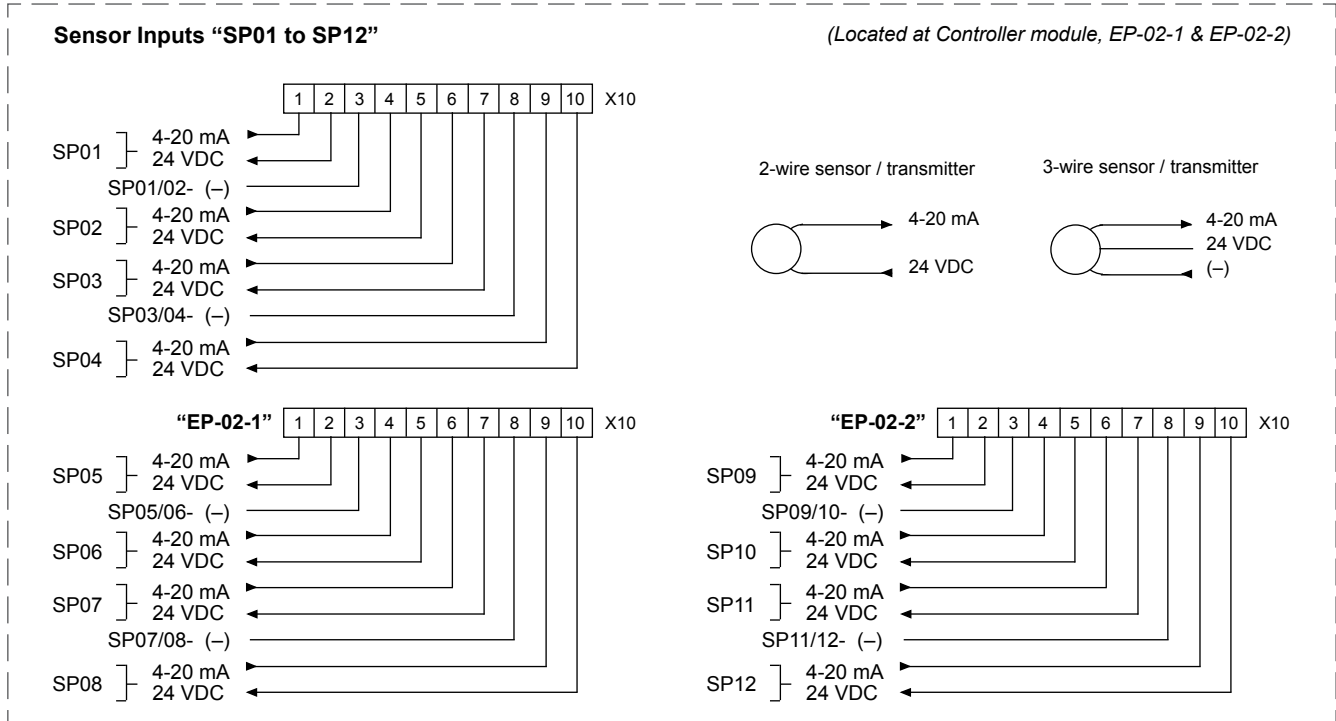 Sensor Inputs “SP01 to SP12”
(Located at Controller module, EP-02-1 & EP-02-2)
1 2 3 4 5 6 7 8 9 10 X10
SP01 4-20 mA
24 VDC
SP01/02- (–)
SP02 4-20 mA
24 VDC
SP03 4-20 mA
24 VDC
SP03/04- (–)
SP04 4-20 mA
24 VDC
2-wire sensor / transmitter
4-20 mA
24 VDC
3-wire sensor / transmitter
4-20 mA
24 VDC
(–)
“EP-02-1” 1 2 3 4 5 6 7 8 9 10 X10
SP05 4-20 mA
24 VDC
SP05/06- (–)
SP06 4-20 mA
24 VDC
SP07 4-20 mA
24 VDC
SP07/08- (–)
SP08 4-20 mA
24 VDC
“EP-02-2” 1 2 3 4 5 6 7 8 9 10 X10
SP09 4-20 mA
24 VDC
SP09/10- (–)
SP10 4-20 mA
24 VDC
SP11 4-20 mA
24 VDC
SP11/12- (–)
SP12 4-20 mA
24 VDC